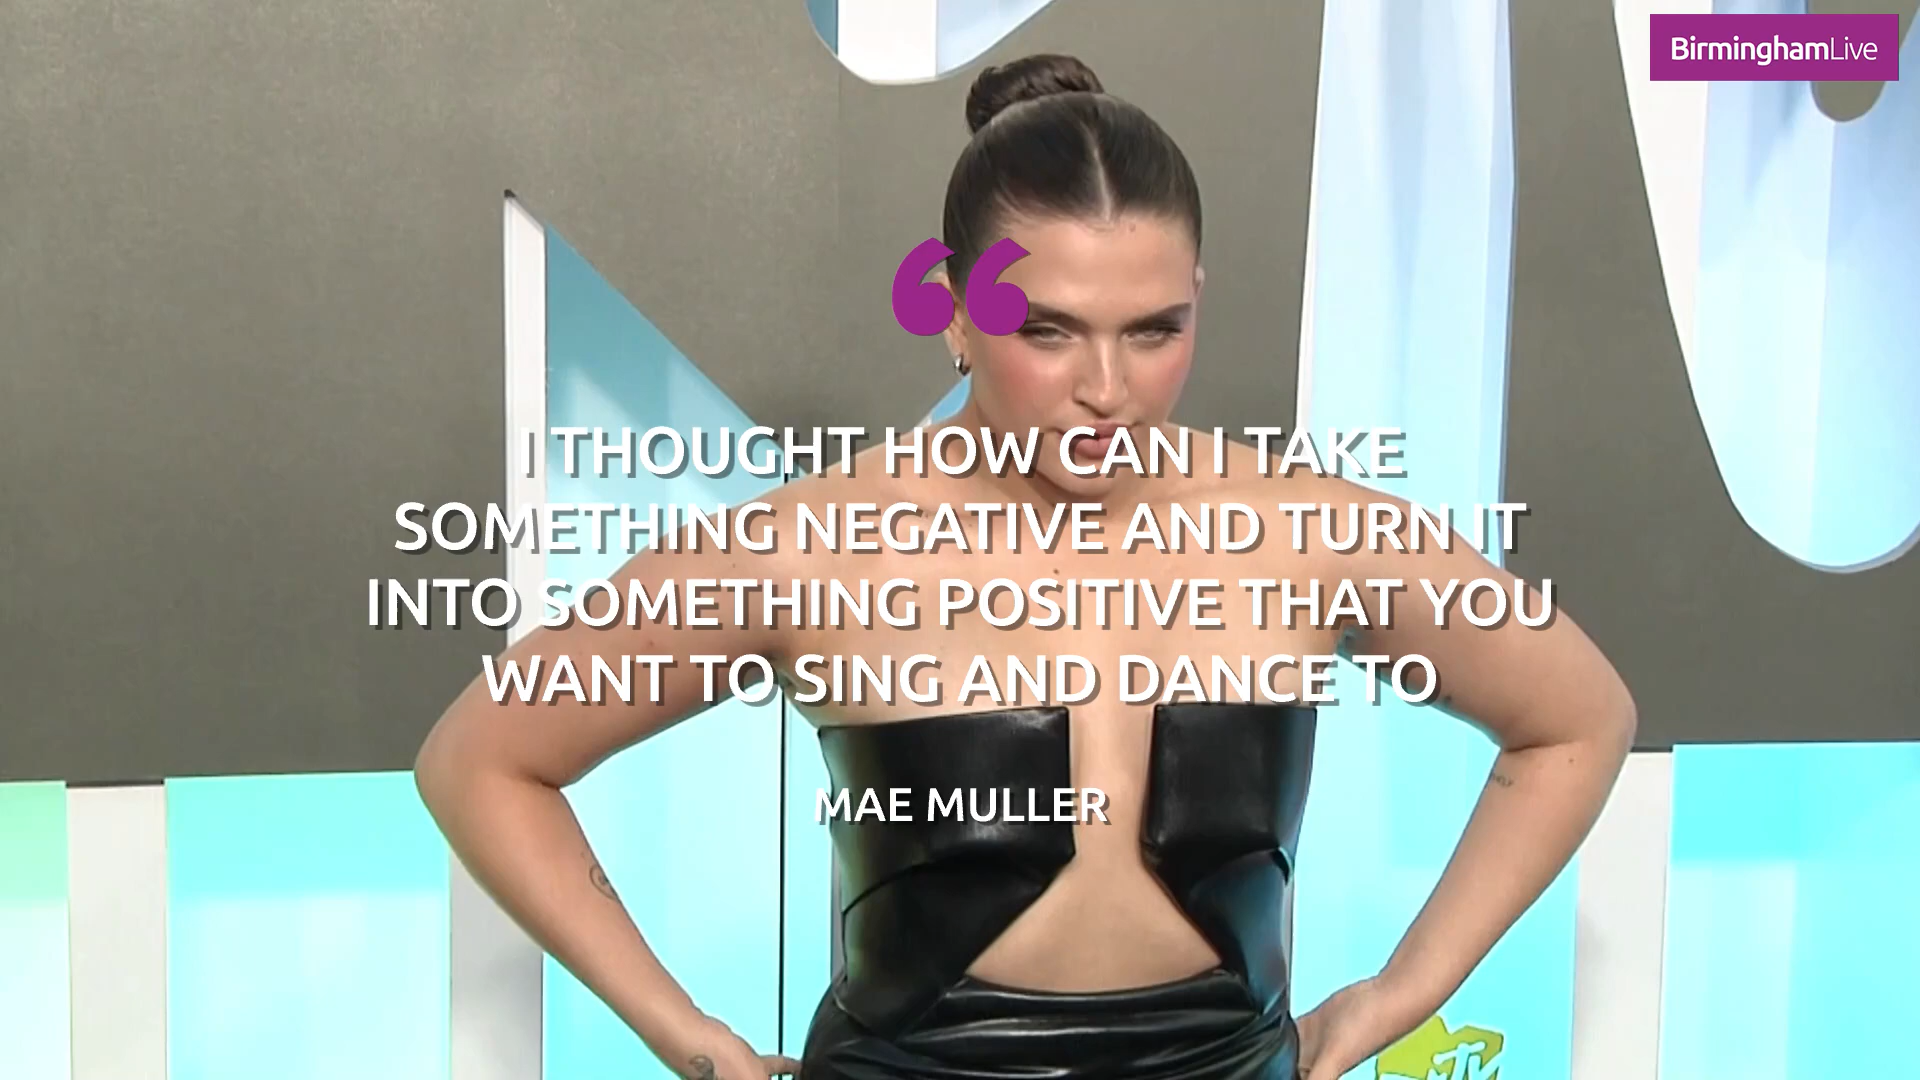 BirminghamLive
“
I THOUGHT HOW CAN I TAKE
SOMETHING NEGATIVE AND TURN IT
INTO SOMETHING POSITIVE THAT YOU
WANT TO SING AND DANCE TO
MAE MULLER
MTV